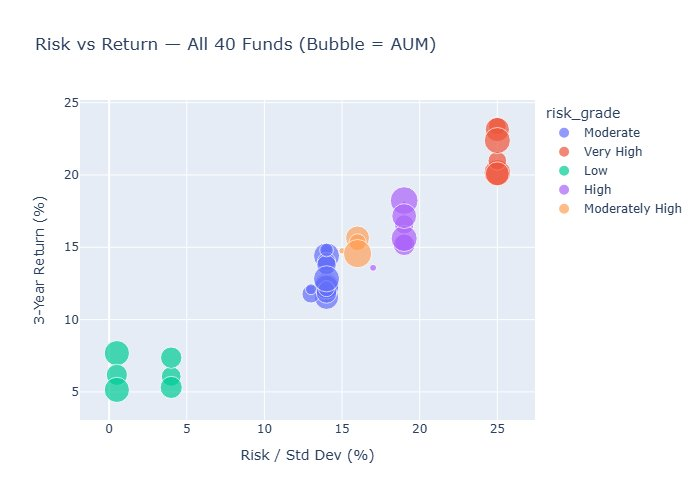 Risk vs Return — All 40 Funds (Bubble = AUM)
25
20
15
10
5
3-Year Return (%)
0
5
10
15
20
25
Risk / Std Dev (%)
risk_grade
Moderate
Very High
Low
High
Moderately High